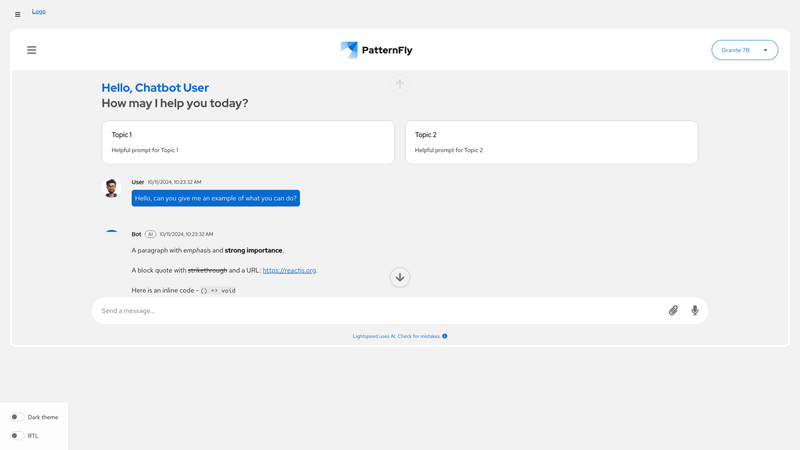 Logo
PatternFly
Granite 7B
Hello, Chatbot User
How may I help you today?
Topic 1
Helpful prompt for Topic 1
Topic 2
Helpful prompt for Topic 2
User 10/11/2024, 10:23:32 AM
Hello, can you give me an example of what you can do?
Bot AI 10/11/2024, 10:23:32 AM
A paragraph with emphasis and strong importance.
A block quote with strikethrough and a URL: https://reactjs.org.
Here is an inline code - () => void
Send a message...
Lightspeed uses AI. Check for mistakes.
Dark theme
RTL